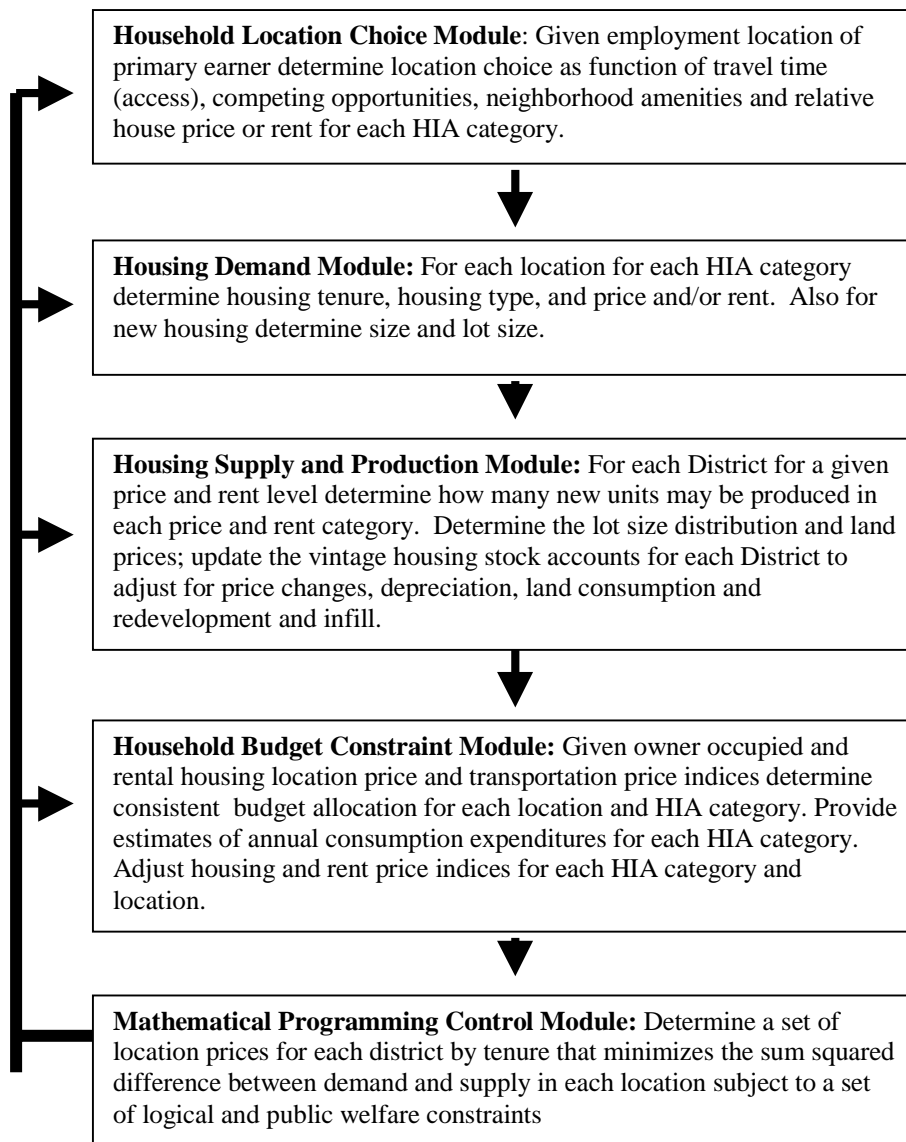 Household Location Choice Module: Given employment location of
primary earner determine location choice as function of travel time
(access), competing opportunities, neighborhood amenities and relative
house price or rent for each HIA category.
Housing Demand Module: For each location for each HIA category
determine housing tenure, housing type, and price and/or rent.  Also for
new housing determine size and lot size.
Housing Supply and Production Module: For each District for a given
price and rent level determine how many new units may be produced in
each price and rent category.  Determine the lot size distribution and land
prices; update the vintage housing stock accounts for each District to
adjust for price changes, depreciation, land consumption and
redevelopment and infill.
Household Budget Constraint Module: Given owner occupied and
rental housing location price and transportation price indices determine
consistent  budget allocation for each location and HIA category. Provide
estimates of annual consumption expenditures for each HIA category.
Adjust housing and rent price indices for each HIA category and
location.
Mathematical Programming Control Module: Determine a set of
location prices for each district by tenure that minimizes the sum squared
difference between demand and supply in each location subject to a set
of logical and public welfare constraints